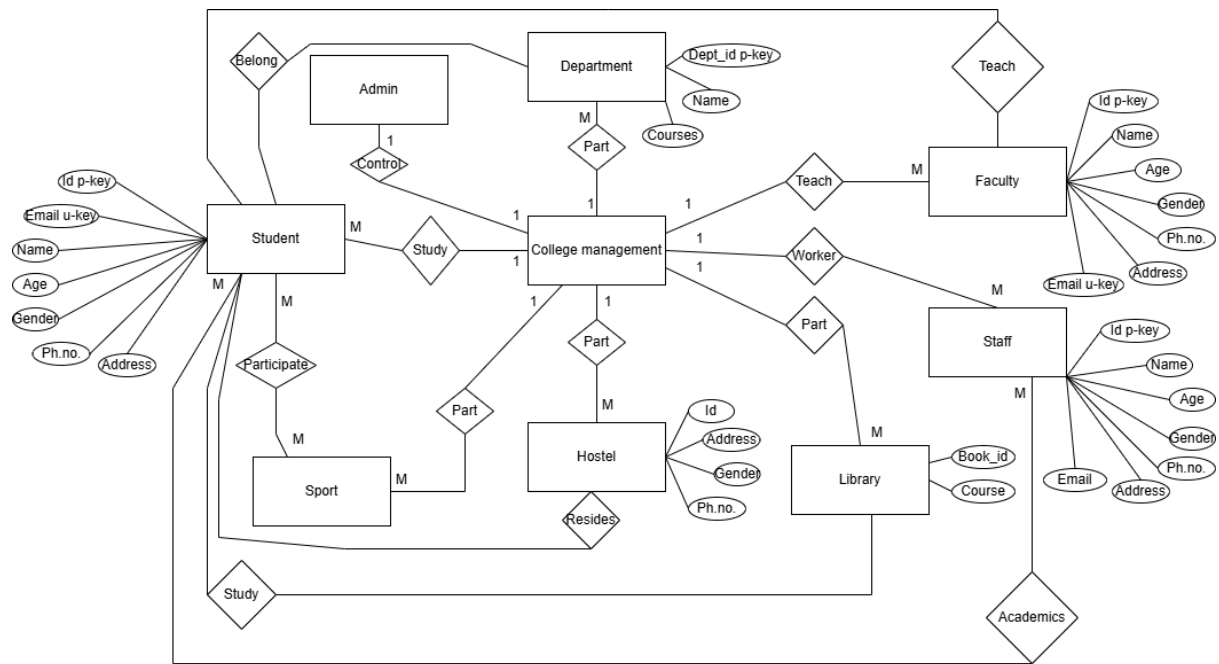 Belong
Department
Dept_id p-key
Name
Courses
Teach
Admin
1
M
Control
Part
Id p-key
Name
Age
Gender
Ph.no.
Address
Email u-key
Faculty
M
Teach
1
Id p-key
Email u-key
Name
Age
Gender
Ph.no.
Address
Student
M
Study
1
1
1
College management
1
1
Worker
M
M
M
Participate
1
1
Part
Part
Part
M
Staff
Id p-key
Name
Age
Gender
Ph.no.
Address
Email
M
M
Sport
M
M
Hostel
Id
Address
Gender
Ph.no.
M
Library
Book_id
Course
Resides
Study
Academics